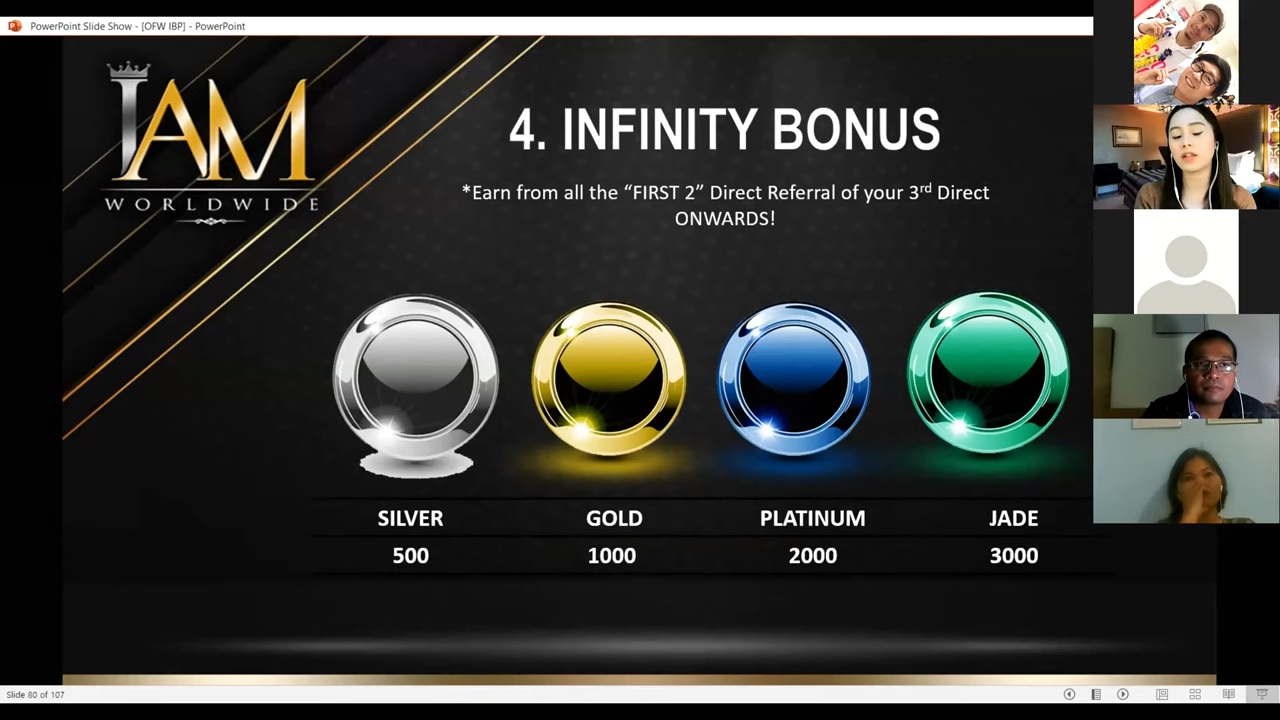 PowerPoint Slide Show - [OFW IBP] - PowerPoint
IAM
WORLDWIDE
4. INFINITY BONUS
*Earn from all the “FIRST 2” Direct Referral of your 3rd Direct
ONWARDS!
SILVER GOLD PLATINUM JADE
500 1000 2000 3000
Slide 80 of 107